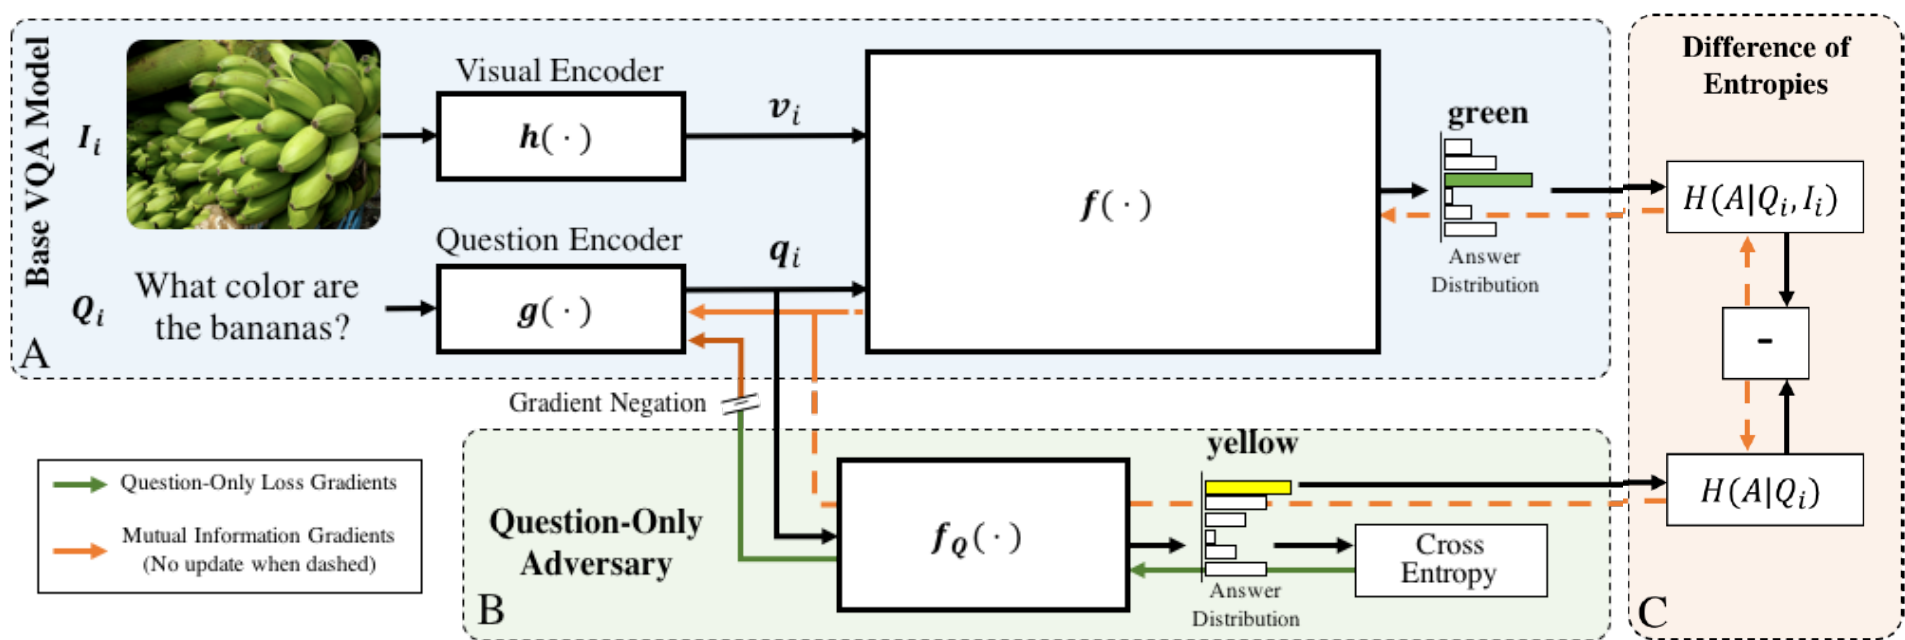 Base VQA Model
I_i
Visual Encoder
h(·)
v_i
Q_i
What color are
the bananas?
Question Encoder
g(·)
q_i
f(·)
green
Answer
Distribution
A
Gradient Negation
Question-Only Loss Gradients
Mutual Information Gradients
(No update when dashed)
Question-Only
Adversary
B
f_Q(·)
yellow
Answer
Distribution
Cross
Entropy
Difference of
Entropies
H(A|Q_i, I_i)
-
H(A|Q_i)
C